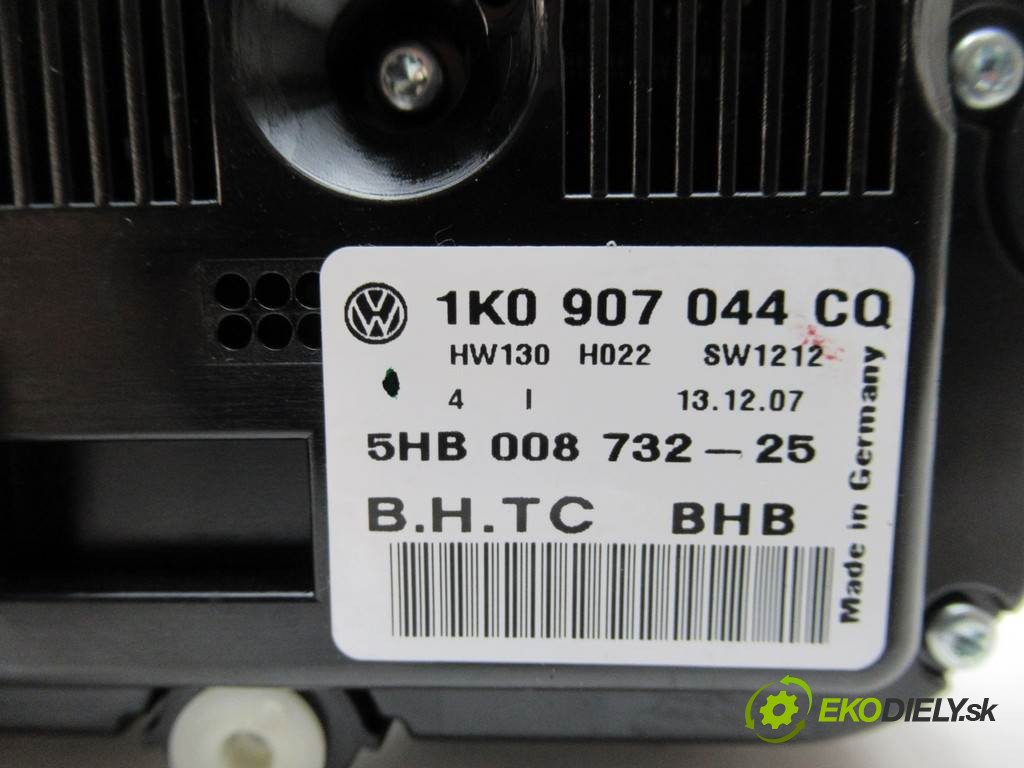 1K0 907 044 CQ
HW130 H022 SW1212
4 I 13.12.07
5HB 008 732-25
B.H.TC BHB
Made in Germany
EKODIELY.sk